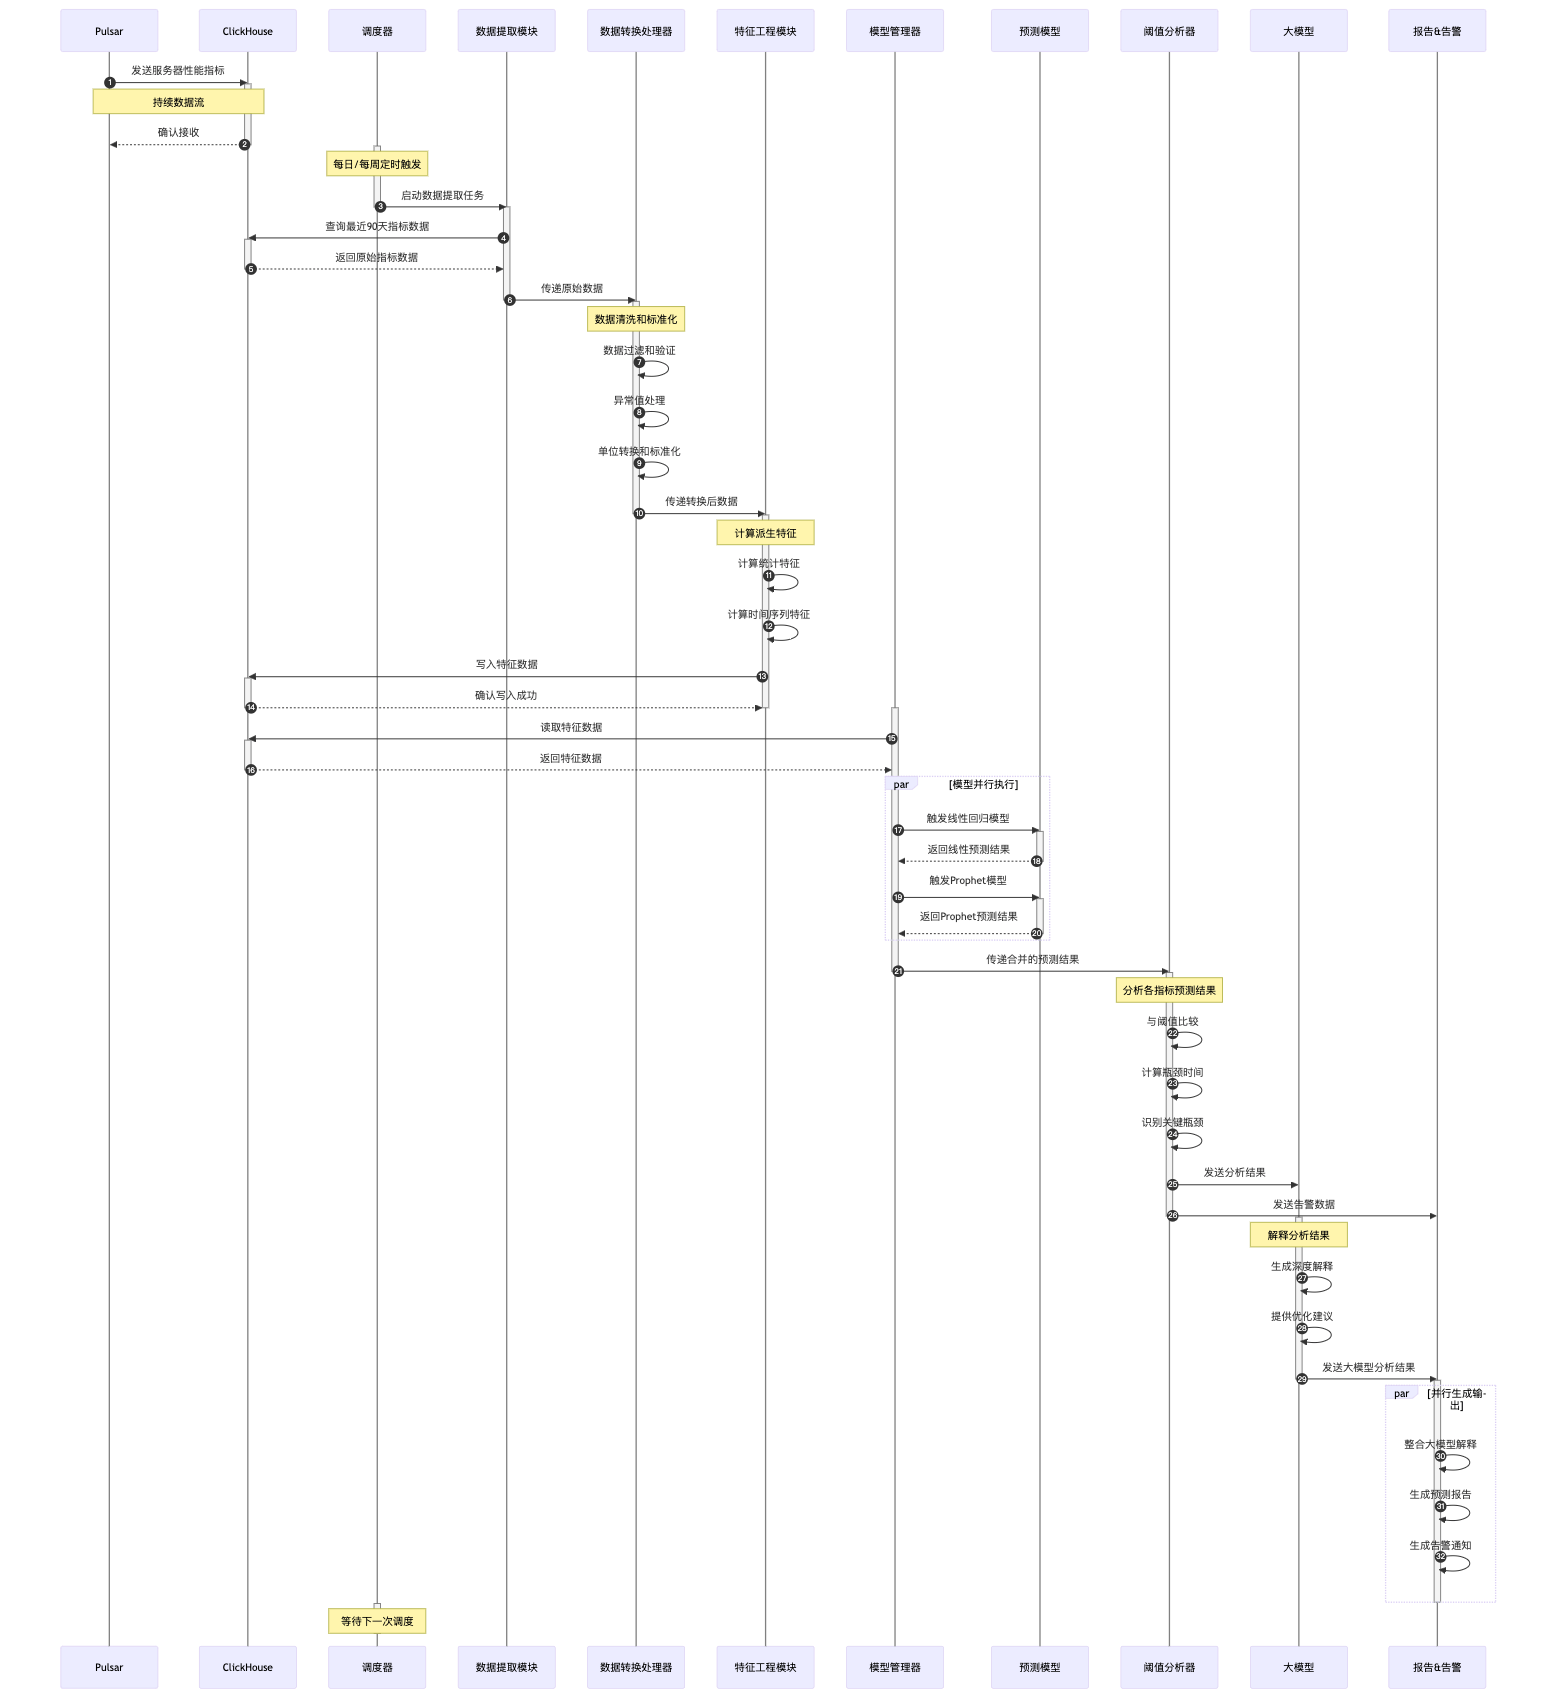 Pulsar
ClickHouse
调度器
数据提取模块
数据转换处理器
特征工程模块
模型管理器
预测模型
阈值分析器
大模型
报告&告警
发送服务器性能指标
1
持续数据流
确认接收
2
每日/每周定时触发
启动数据提取任务
3
查询最近90天指标数据
4
返回原始指标数据
5
传递原始数据
6
数据清洗和标准化
数据过滤和验证
7
异常值处理
8
单位转换和标准化
9
传递转换后数据
10
计算派生特征
计算统计特征
11
计算时间序列特征
12
写入特征数据
13
确认写入成功
14
读取特征数据
15
返回特征数据
16
par
[模型并行执行]
触发线性回归模型
17
返回线性预测结果
18
触发Prophet模型
19
返回Prophet预测结果
20
传递合并的预测结果
21
分析各指标预测结果
与阈值比较
22
计算瓶颈时间
23
识别关键瓶颈
24
发送分析结果
25
发送告警数据
26
解释分析结果
生成深度解释
27
提供优化建议
28
发送大模型分析结果
29
par
[并行生成输-
出]
整合大模型解释
30
生成预测报告
31
生成告警通知
32
等待下一次调度
Pulsar
ClickHouse
调度器
数据提取模块
数据转换处理器
特征工程模块
模型管理器
预测模型
阈值分析器
大模型
报告&告警